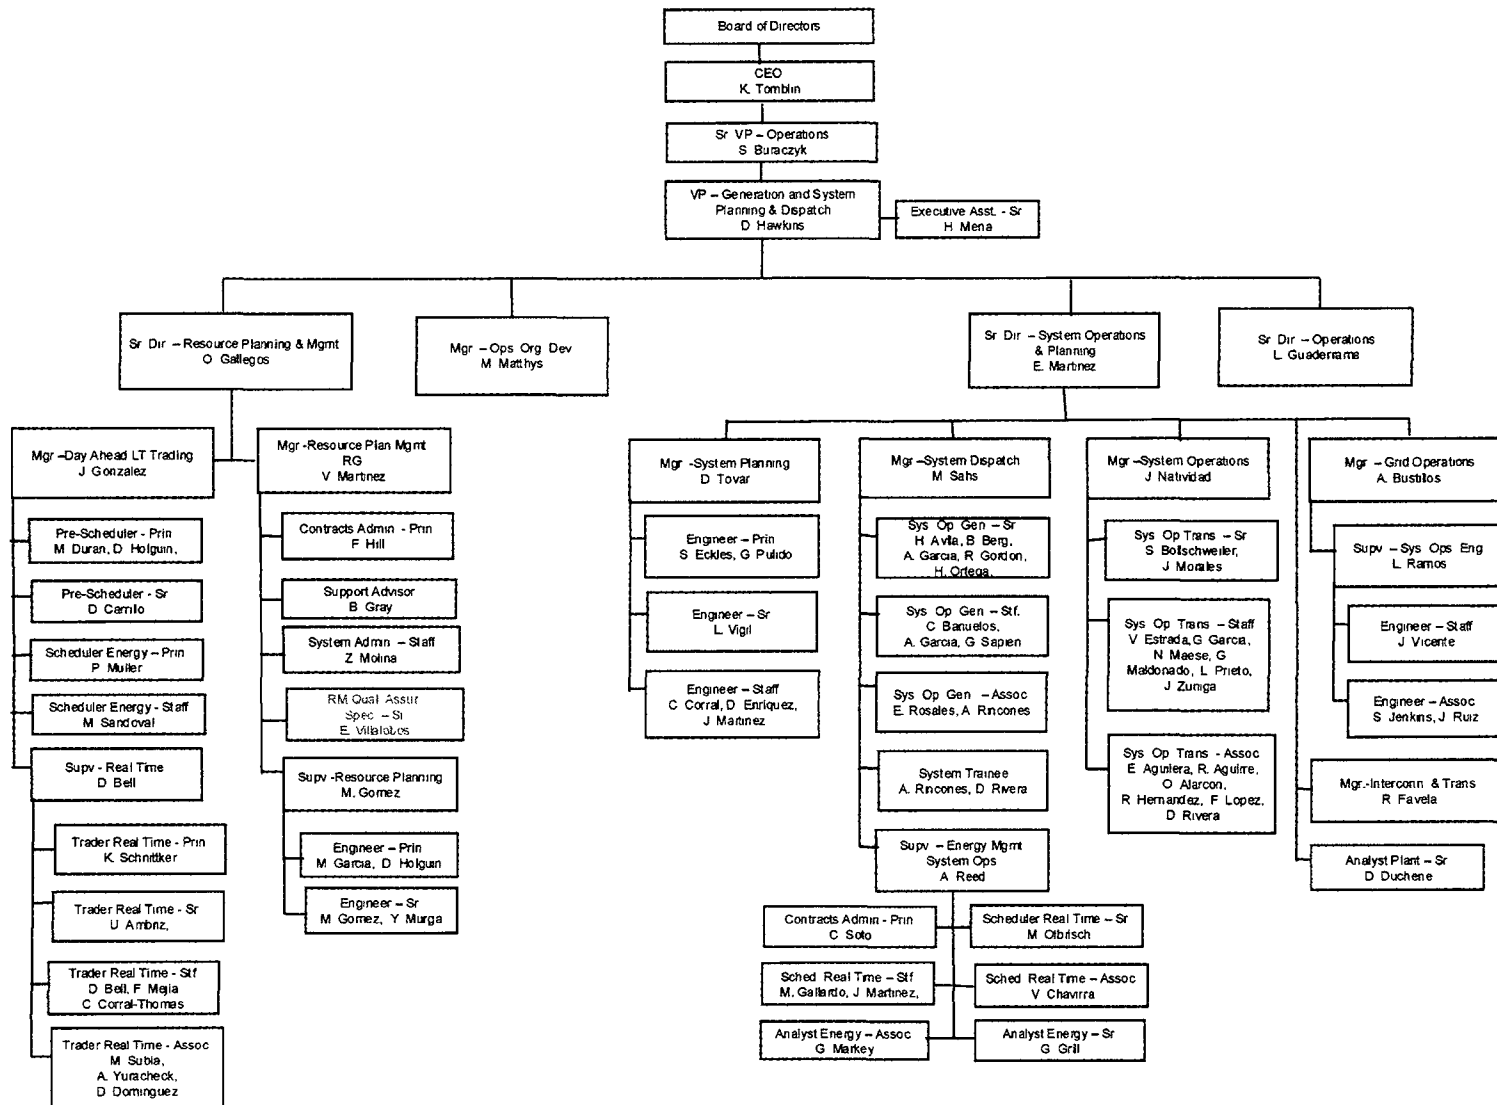 Board of Directors
CEO
K. Tomblin
Sr VP – Operations
S Buraczyk
VP – Generation and System
Planning & Dispatch
D Hawkins
Executive Asst. - Sr
H Mena
Sr Dir – Resource Planning & Mgmt
O Gallegos
Mgr – Ops Org Dev
M Matthys
Sr Dir – System Operations
& Planning
E. Martinez
Sr Dir – Operations
L. Guaderrama
Mgr –Day Ahead LT Trading
J Gonzalez
Pre-Scheduler - Prin
M Duran, D Holguin,
Pre-Scheduler - Sr
D Carrillo
Scheduler Energy – Prin
P Muller
Scheduler Energy - Staff
M Sandoval
Supv - Real Time
D Bell
Trader Real Time - Prin
K. Schnittker
Trader Real Time - Sr
U Ambriz,
Trader Real Time - Stf
D Bell, F Mejia
C Corral-Thomas
Trader Real Time - Assoc
M Subia,
A. Yuracheck,
D Dominguez
Mgr -Resource Plan Mgmt
RG
V Martinez
Contracts Admin - Prin
F Hill
Support Advisor
B Gray
System Admin – Staff
Z Molina
RM Qual Assur
Spec – Sr
E. Villalobos
Supv -Resource Planning
M. Gomez
Engineer – Prin
M Garcia, D Holguin
Engineer – Sr
M Gomez, Y Murga
Mgr -System Planning
D Tovar
Engineer – Prin
S Eckles, G Pulido
Engineer – Sr
L. Vigil
Engineer – Staff
C Corral, D Enriquez,
J Martinez
Mgr –System Dispatch
M Sahs
Sys Op Gen – Sr
H Avila, B Berg,
A. Garcia, R Gordon,
H. Ortega,
Sys Op Gen – Stf.
C Banuelos,
A. Garcia, G Sapien
Sys Op Gen – Assoc
E. Rosales, A Rincones
System Trainee
A. Rincones, D Rivera
Supv – Energy Mgmt
System Ops
A Reed
Contracts Admin - Prin
C Soto
Scheduler Real Time – Sr
M Olbrisch
Sched Real Time – Stf
M. Gallardo, J Martinez,
Sched Real Time - Assoc
V Chavirra
Analyst Energy – Assoc
G Markey
Analyst Energy – Sr
G Grill
Mgr –System Operations
J Natividad
Sys Op Trans – Sr
S Bollschweiler,
J Morales
Sys Op Trans – Staff
V Estrada, G Garcia,
N Maese, G
Maldonado, L Prieto,
J Zuniga
Sys Op Trans - Assoc
E Aguilera, R. Aguirre,
O Alarcon,
R Hernandez, F Lopez,
D Rivera
Mgr – Grid Operations
A. Bustillos
Supv – Sys Ops Eng
L Ramos
Engineer – Staff
J Vicente
Engineer – Assoc
S Jenkins, J Ruiz
Mgr.-Interconn & Trans
R Favela
Analyst Plant – Sr
D Duchene